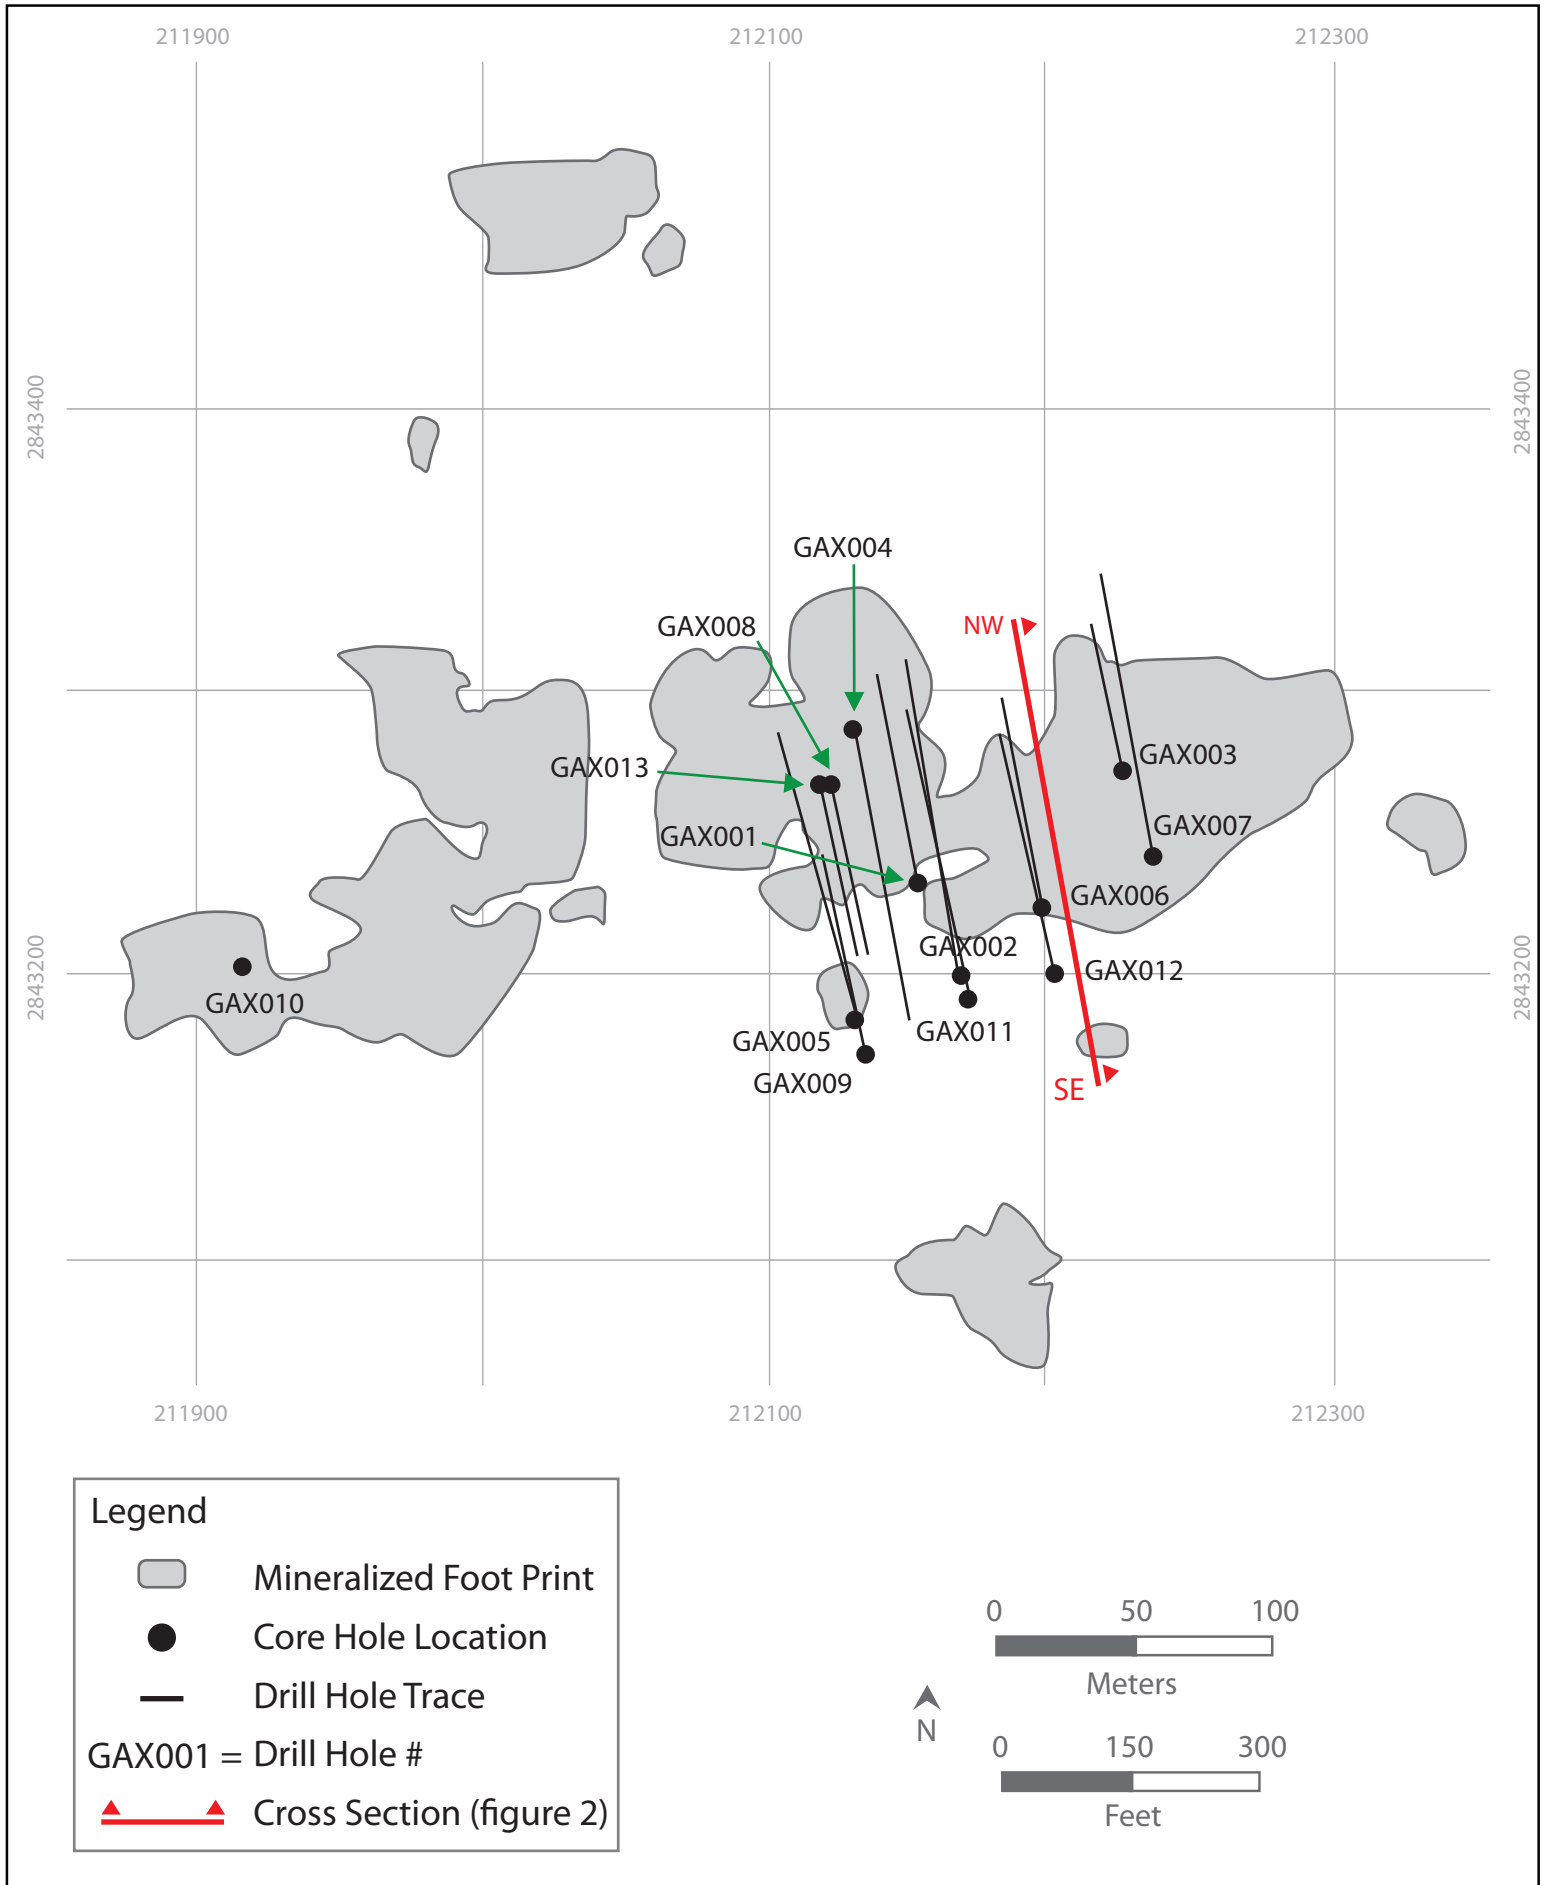 211900 212100 212300
2843400 2843400
GAX004
GAX008
NW
GAX003
GAX013
GAX007
GAX001
GAX006
GAX002
GAX012
GAX010
2843200 2843200
GAX011
GAX005
GAX009
SE
211900 212100 212300
Legend
Mineralized Foot Print
Core Hole Location
Drill Hole Trace
GAX001 = Drill Hole #
Cross Section (figure 2)
0 50 100
Meters
N
0 150 300
Feet